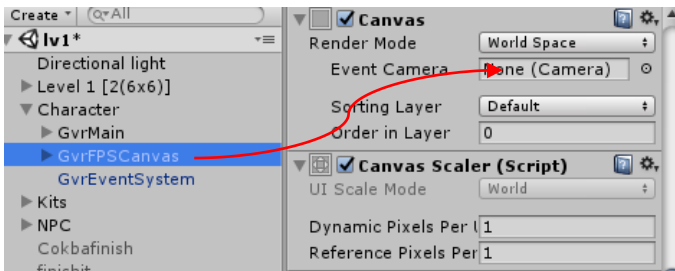 Create
All
lv1*
Directional light
Level 1 [2(6x6)]
Character
GvrMain
GvrFPSCanvas
GvrEventSystem
Kits
NPC
Cokbafinish
Canvas
Render Mode World Space
Event Camera None (Camera)
Sorting Layer Default
Order in Layer 0
Canvas Scaler (Script)
UI Scale Mode World
Dynamic Pixels Per 1
Reference Pixels Per 1